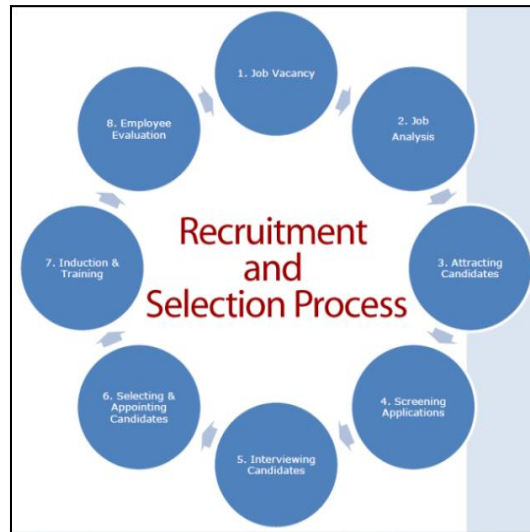 1. Job Vacancy
2. Job
Analysis
3. Attracting
Candidates
4. Screening
Applications
5. Interviewing
Candidates
6. Selecting &
Appointing
Candidates
7. Induction &
Training
8. Employee
Evaluation
Recruitment
and
Selection Process